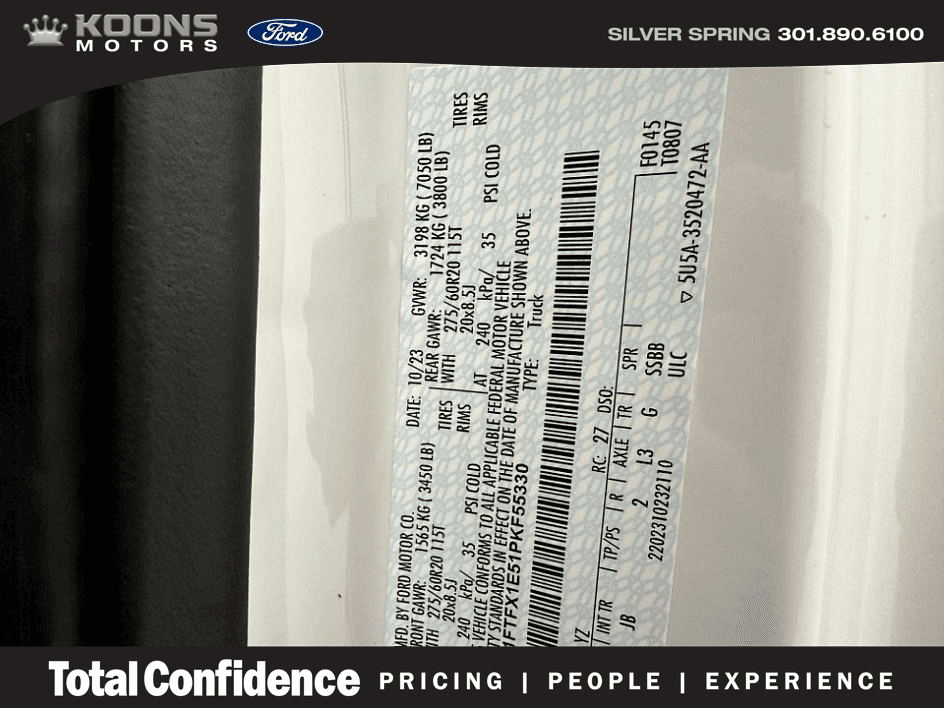 KOONS
MOTORS
Ford
SILVER SPRING 301.890.6100
MFD. BY FORD MOTOR CO.
DATE: 10/23 GVWR: 3198 KG ( 7050 LB)
FRONT GAWR: 1565 KG ( 3450 LB)
REAR GAWR: 1724 KG ( 3800 LB)
WITH 275/60R20 115T TIRES
WITH 275/60R20 115T TIRES
20x8.5J RIMS
20x8.5J RIMS
240 kPa/ 35 PSI COLD
AT 240 kPa/ 35 PSI COLD
VEHICLE CONFORMS TO ALL APPLICABLE FEDERAL MOTOR VEHICLE
STANDARDS IN EFFECT ON THE DATE OF MANUFACTURE SHOWN ABOVE.
1FTFX1E51PKF55330 TYPE: Truck
YZ RC: 27 DSO: F0145
T0807
INT TR TP/PS R AXLE TR SPR
JB 2 L3 G SSBB
ULC
2202310232110
▽ 5U5A-3520472-AA
Total Confidence PRICING | PEOPLE | EXPERIENCE